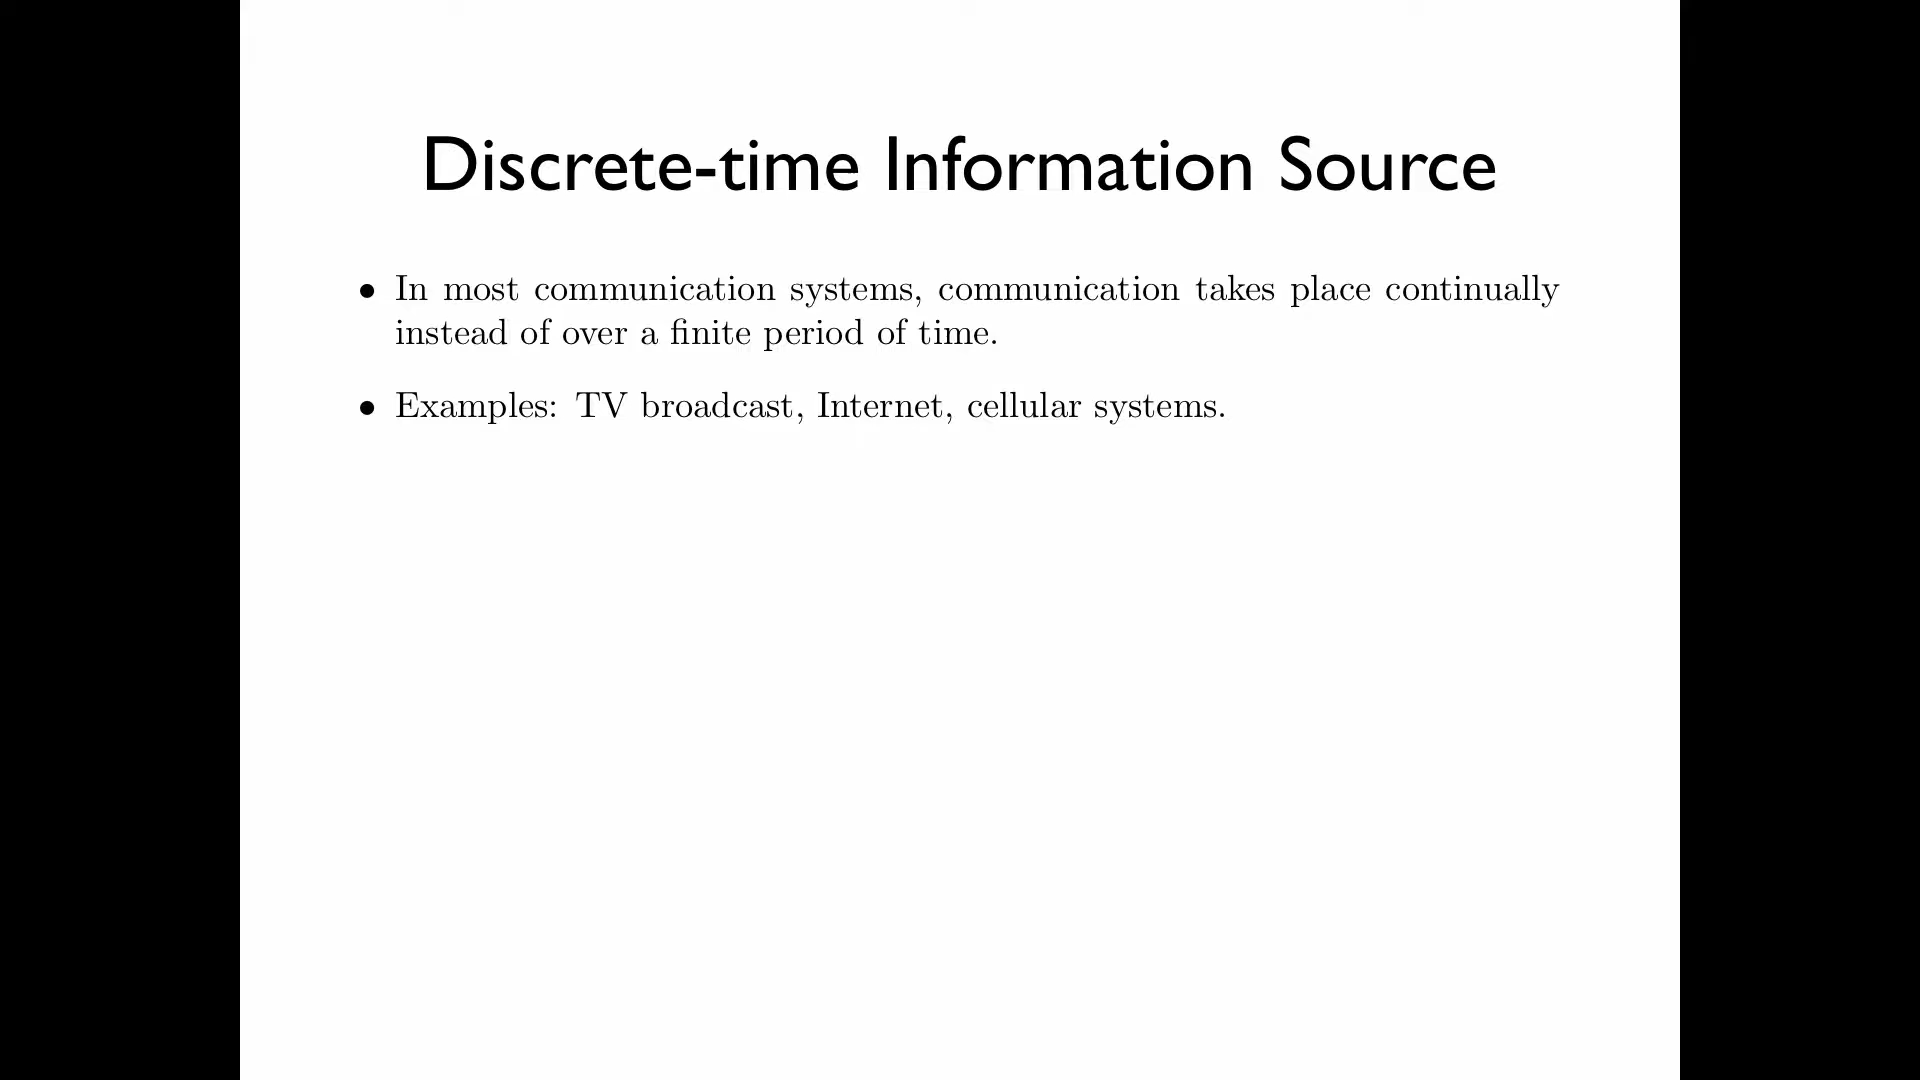 Discrete-time Information Source
• In most communication systems, communication takes place continually
instead of over a finite period of time.
• Examples: TV broadcast, Internet, cellular systems.